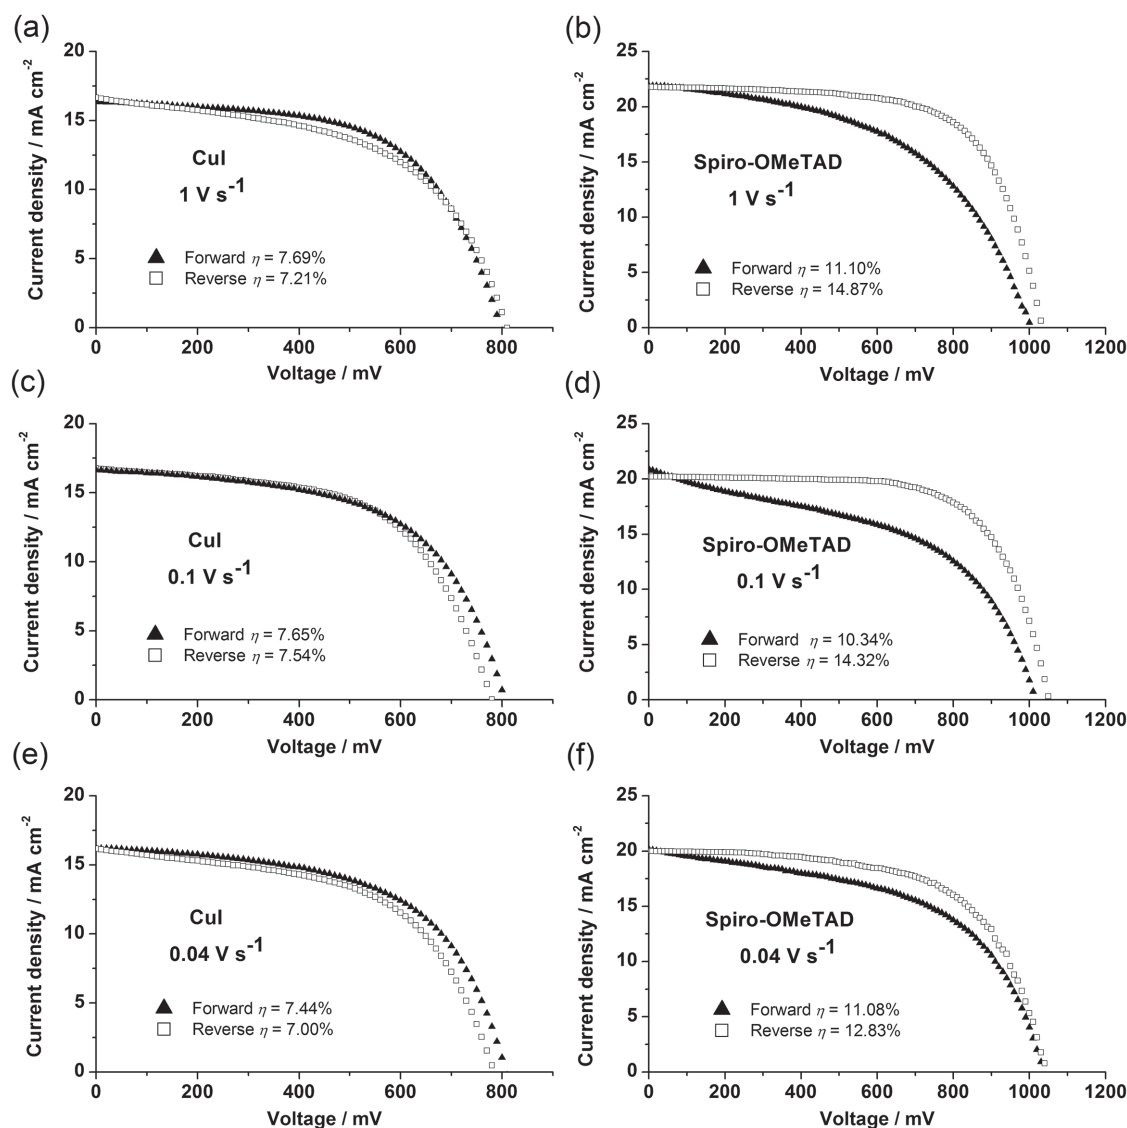 (a)
20
15
10
5
0
Current density / mA cm⁻²
CuI
1 V s⁻¹
▲ Forward η = 7.69%
□ Reverse η = 7.21%
0 200 400 600 800
Voltage / mV
(b)
25
20
15
10
5
0
Current density / mA cm⁻²
Spiro-OMeTAD
1 V s⁻¹
▲ Forward η = 11.10%
□ Reverse η = 14.87%
0 200 400 600 800 1000 1200
Voltage / mV
(c)
20
15
10
5
0
Current density / mA cm⁻²
CuI
0.1 V s⁻¹
▲ Forward η = 7.65%
□ Reverse η = 7.54%
0 200 400 600 800
Voltage / mV
(d)
25
20
15
10
5
0
Current density / mA cm⁻²
Spiro-OMeTAD
0.1 V s⁻¹
▲ Forward η = 10.34%
□ Reverse η = 14.32%
0 200 400 600 800 1000 1200
Voltage / mV
(e)
20
15
10
5
0
Current density / mA cm⁻²
CuI
0.04 V s⁻¹
▲ Forward η = 7.44%
□ Reverse η = 7.00%
0 200 400 600 800
Voltage / mV
(f)
25
20
15
10
5
0
Current density / mA cm⁻²
Spiro-OMeTAD
0.04 V s⁻¹
▲ Forward η = 11.08%
□ Reverse η = 12.83%
0 200 400 600 800 1000 1200
Voltage / mV